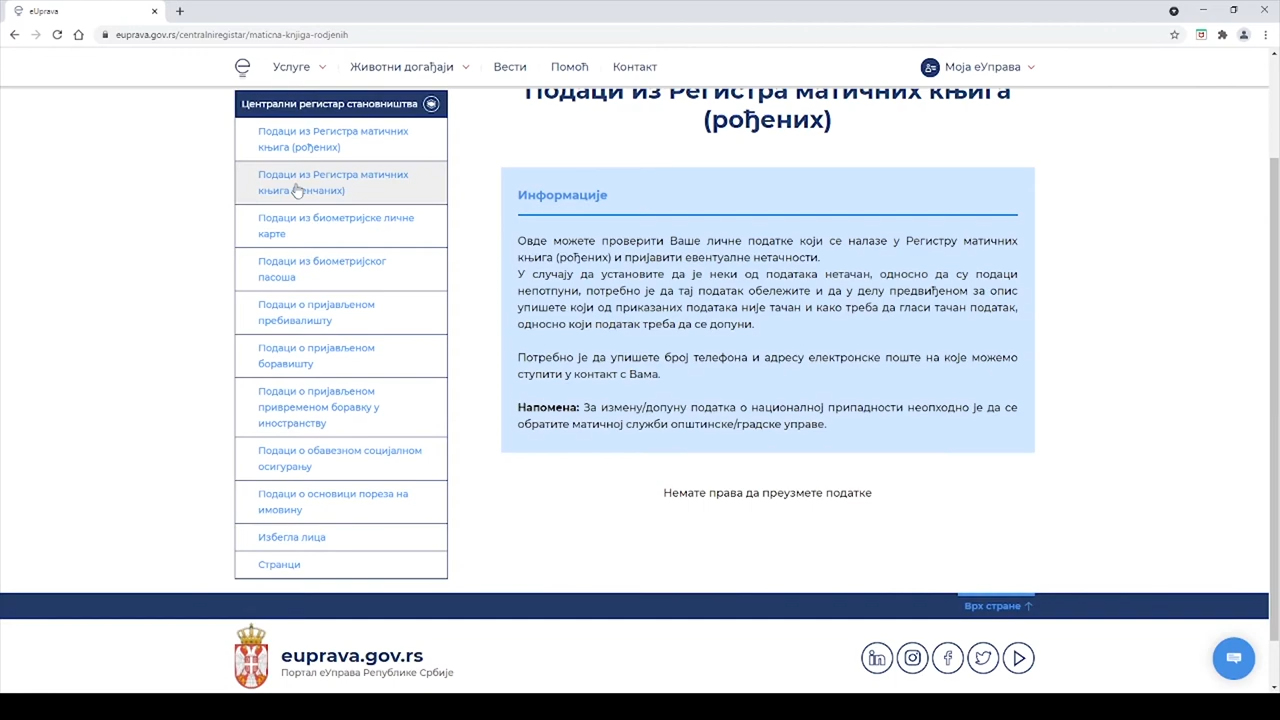 eUprava
euprava.gov.rs/centralniregistar/maticna-knjiga-rodjenih
Услуге
Животни догађаји
Вести
Помоћ
Контакт
Моја еУправа
Централни регистар становништва
Подаци из Регистра матичних
књига (рођених)
Подаци из Регистра матичних
књига
Подаци из биометријске личне
карте
Подаци из биометријског
пасоша
Подаци о пријављеном
пребивалишту
Подаци о пријављеном
боравишту
Подаци о пријављеном
привременом боравку у
иностранству
Подаци о обавезном социјалном
осигурању
Подаци о основици пореза на
имовину
Избегла лица
Странци
Подаци из Регистра матичних књига
(рођених)
Информације
Овде можете проверити Ваше личне податке који се налазе у Регистру матичних
књига (рођених) и пријавити евентуалне нетачности.
У случају да установите да је неки од података нетачан, односно да су подаци
непотпуни, потребно је да тај податак обележите и да у делу предвиђеном за опис
упишете који од приказаних података није тачан и како треба да гласи тачан податак,
односно који податак треба да се допуни.
Потребно је да упишете број телефона и адресу електронске поште на које можемо
ступити у контакт с Вама.
Напомена: За измену/допуну податка о националној припадности неопходно је да се
обратите матичној служби општинске/градске управе.
Немате права да преузмете податке
Врх стране
euprava.gov.rs
Портал еУправа Републике Србије